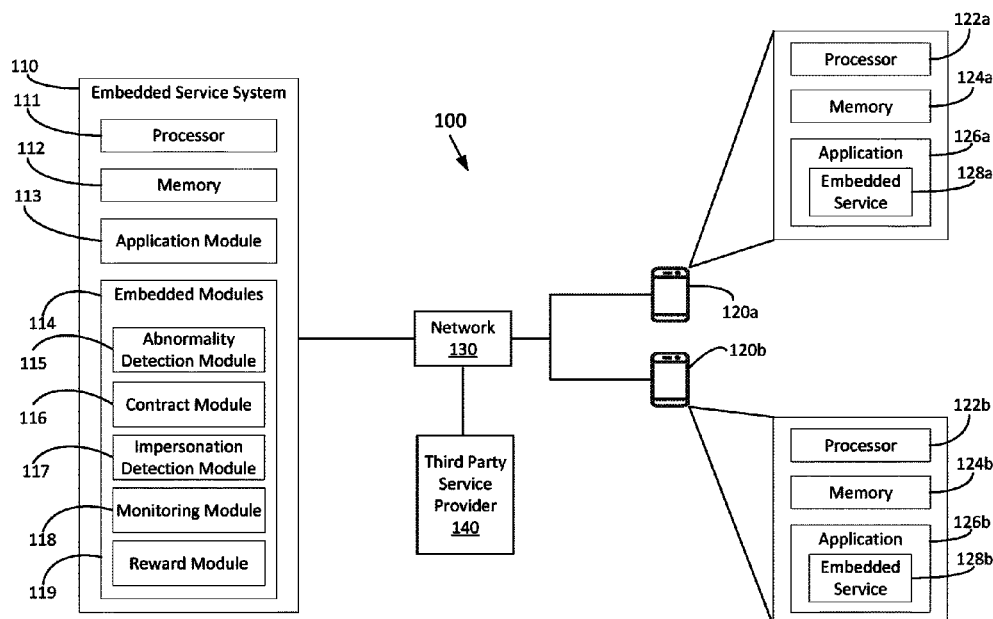 110
Embedded Service System
111
Processor
112
Memory
113
Application Module
114
Embedded Modules
115
Abnormality
Detection Module
116
Contract Module
117
Impersonation
Detection Module
118
Monitoring Module
119
Reward Module
100
Network
130
Third Party
Service
Provider
140
120a
120b
122a
Processor
124a
Memory
126a
Application
128a
Embedded
Service
122b
Processor
124b
Memory
126b
Application
128b
Embedded
Service